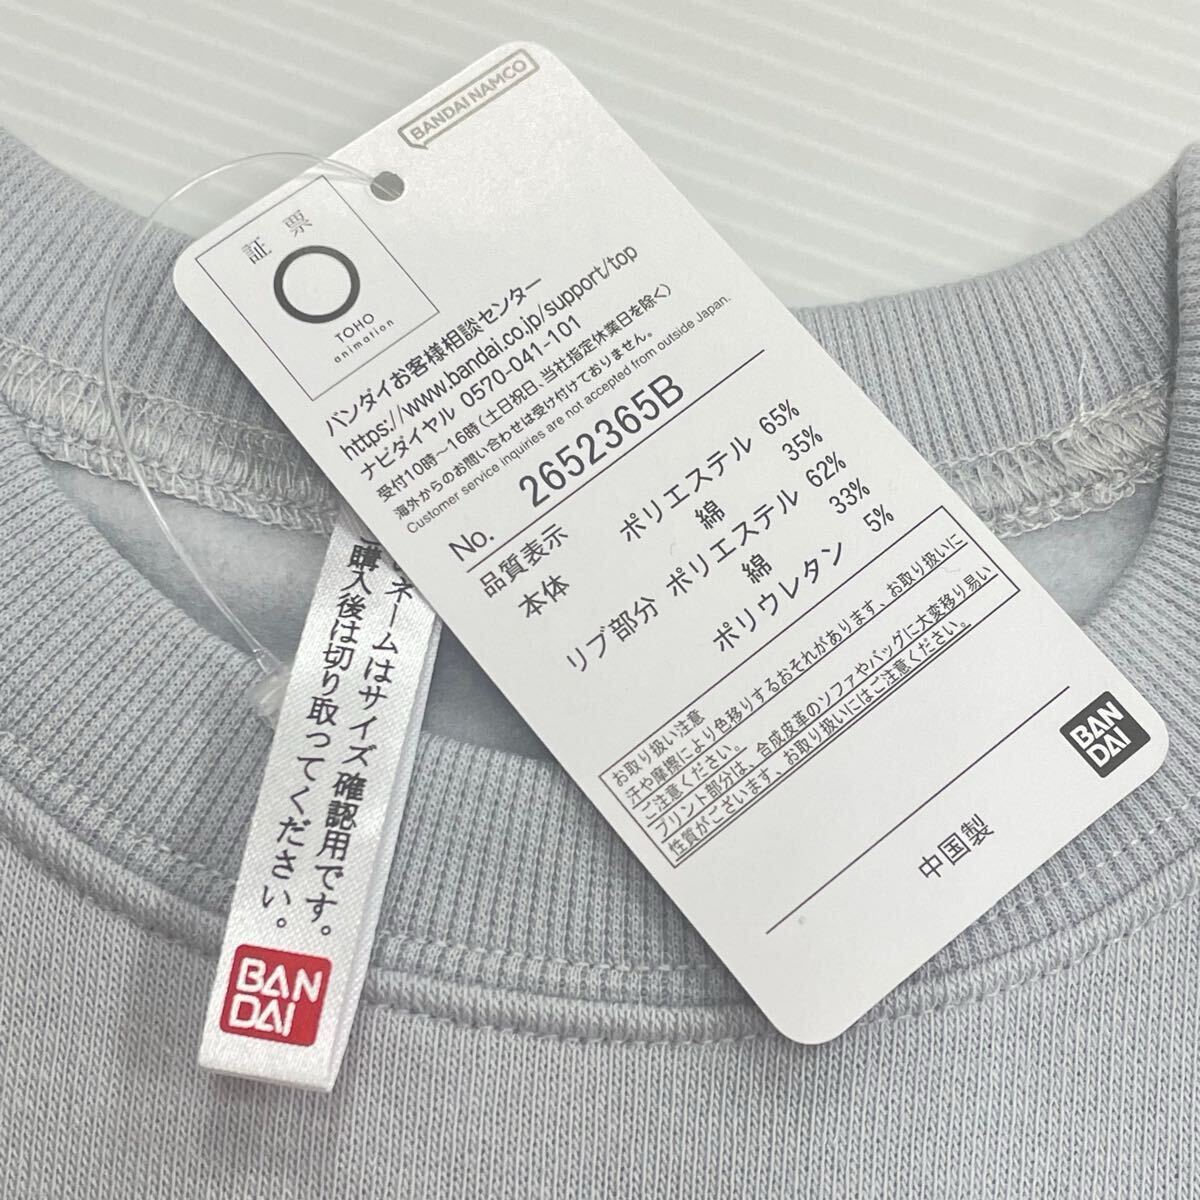 BANDAI NAMCO
証票
TOHO
animation
バンダイお客様相談センター
https://www.bandai.co.jp/support/top
ナビダイヤル 0570-041-101
受付10時～16時(土日祝日、当社指定休業日を除く)
海外からのお問い合わせは受け付けておりません。
Customer service inquiries are not accepted from outside Japan.
No. 2652365B
品質表示
本体 ポリエステル 65%
綿 35%
リブ部分 ポリエステル 62%
綿 33%
ポリウレタン 5%
お取り扱い注意
汗や摩擦により色移りするおそれがあります、お取り扱いに
ご注意ください。
プリント部分は、合成皮革のソファやバッグに大変移り易い
性質がございます、お取り扱いにはご注意ください。
BAN
DAI
中国製
ネームはサイズ確認用です。
購入後は切り取ってください。
BAN
DAI